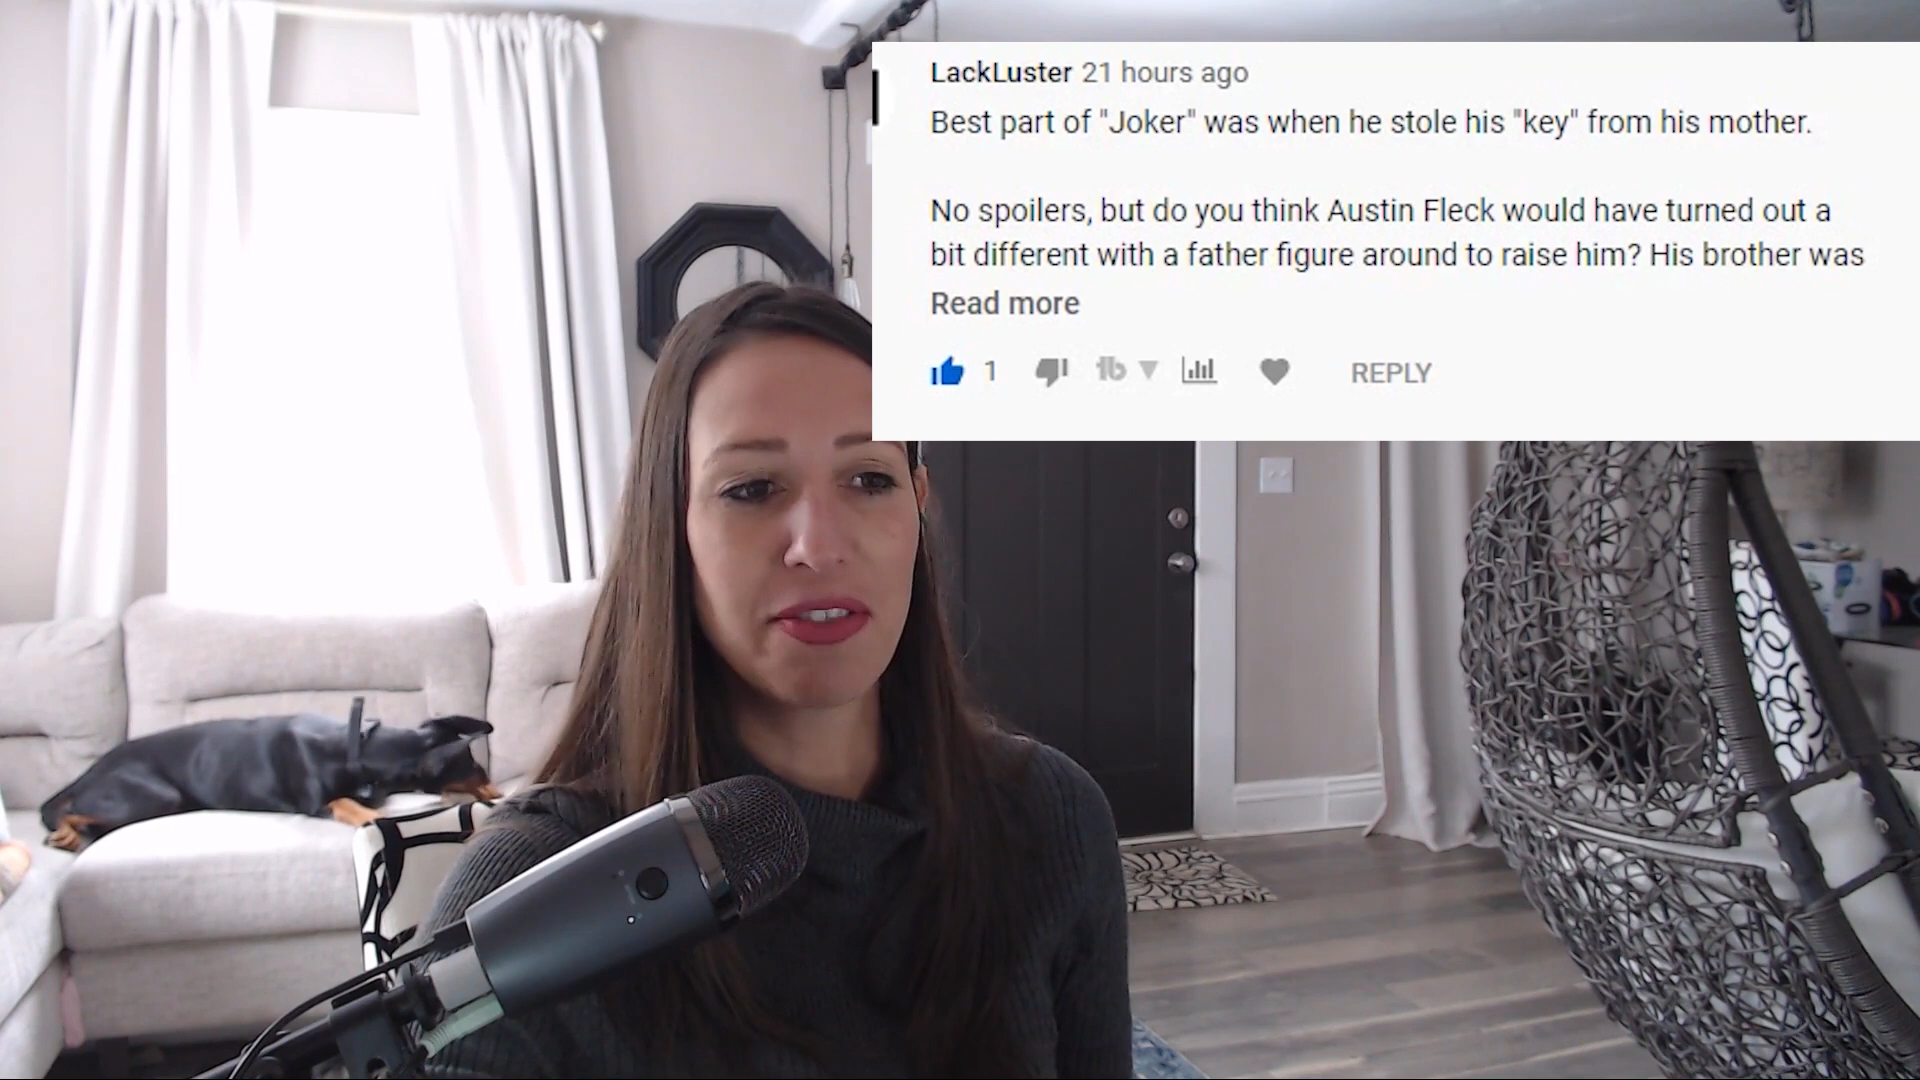 LackLuster 21 hours ago
Best part of "Joker" was when he stole his "key" from his mother.
No spoilers, but do you think Austin Fleck would have turned out a
bit different with a father figure around to raise him? His brother was
Read more
1 REPLY